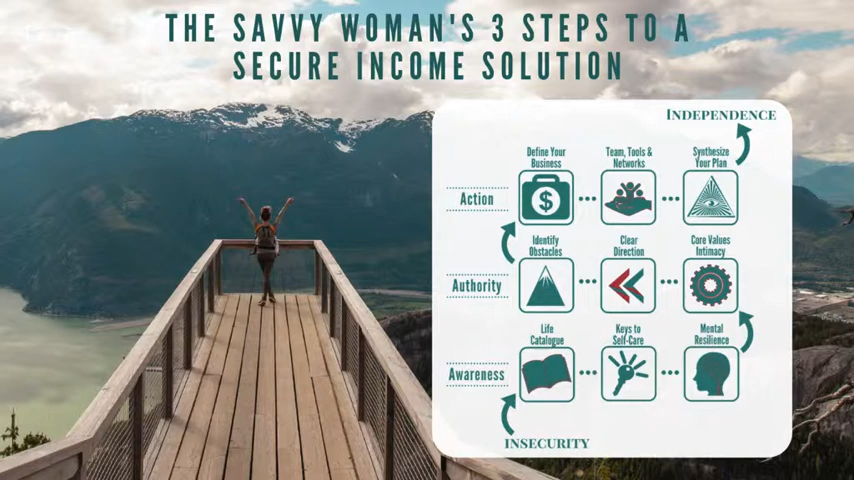 THE SAVVY WOMAN'S 3 STEPS TO A
SECURE INCOME SOLUTION
INDEPENDENCE
Define Your
Business
Team, Tools &
Networks
Synthesize
Your Plan
Action
$
Identify
Obstacles
Clear
Direction
Core Values
Intimacy
Authority
Life
Catalogue
Keys to
Self-Care
Mental
Resilience
Awareness
INSECURITY